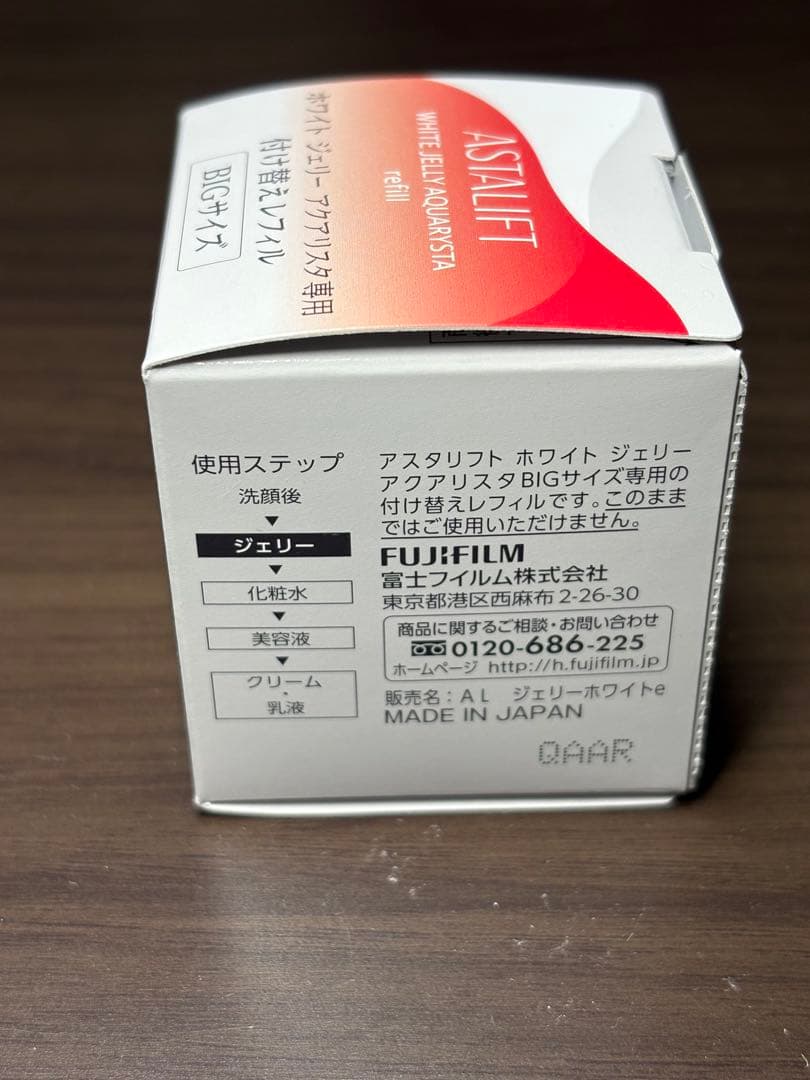 ASTALIFT
WHITE JELLY AQUARYSTA
refill
ホワイト ジェリー アクアリスタ専用
付け替えレフィル
BIGサイズ
使用ステップ
洗顔後
▼
ジェリー
▼
化粧水
▼
美容液
▼
クリーム
・
乳液
アスタリフト ホワイト ジェリー
アクアリスタBIGサイズ専用の
付け替えレフィルです。このまま
ではご使用いただけません。
FUJIFILM
富士フイルム株式会社
東京都港区西麻布2-26-30
商品に関するご相談・お問い合わせ
0120-686-225
ホームページ http://h.fujifilm.jp
販売名：AL ジェリーホワイトe
MADE IN JAPAN
QAAR